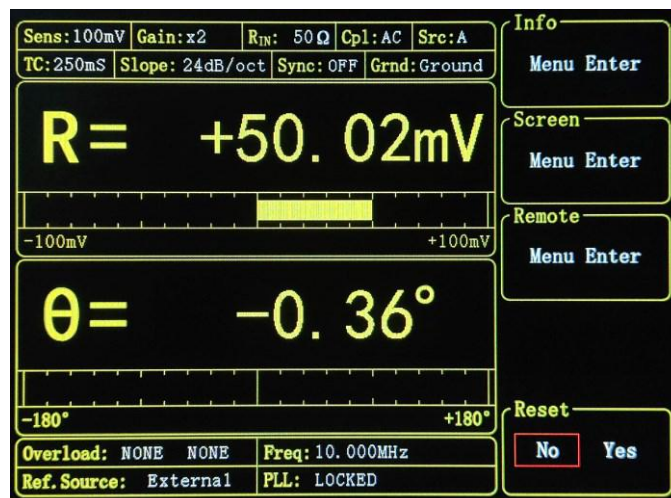 Sens:100mV Gain:x2 RIN: 50Ω Cpl:AC Src:A
TC:250mS Slope: 24dB/oct Sync: OFF Grnd:Ground
R= +50.02mV
-100mV +100mV
θ= -0.36°
-180° +180°
Overload: NONE NONE Freq: 10.000MHz
Ref.Source: External PLL: LOCKED
Info
Menu Enter
Screen
Menu Enter
Remote
Menu Enter
Reset
No Yes